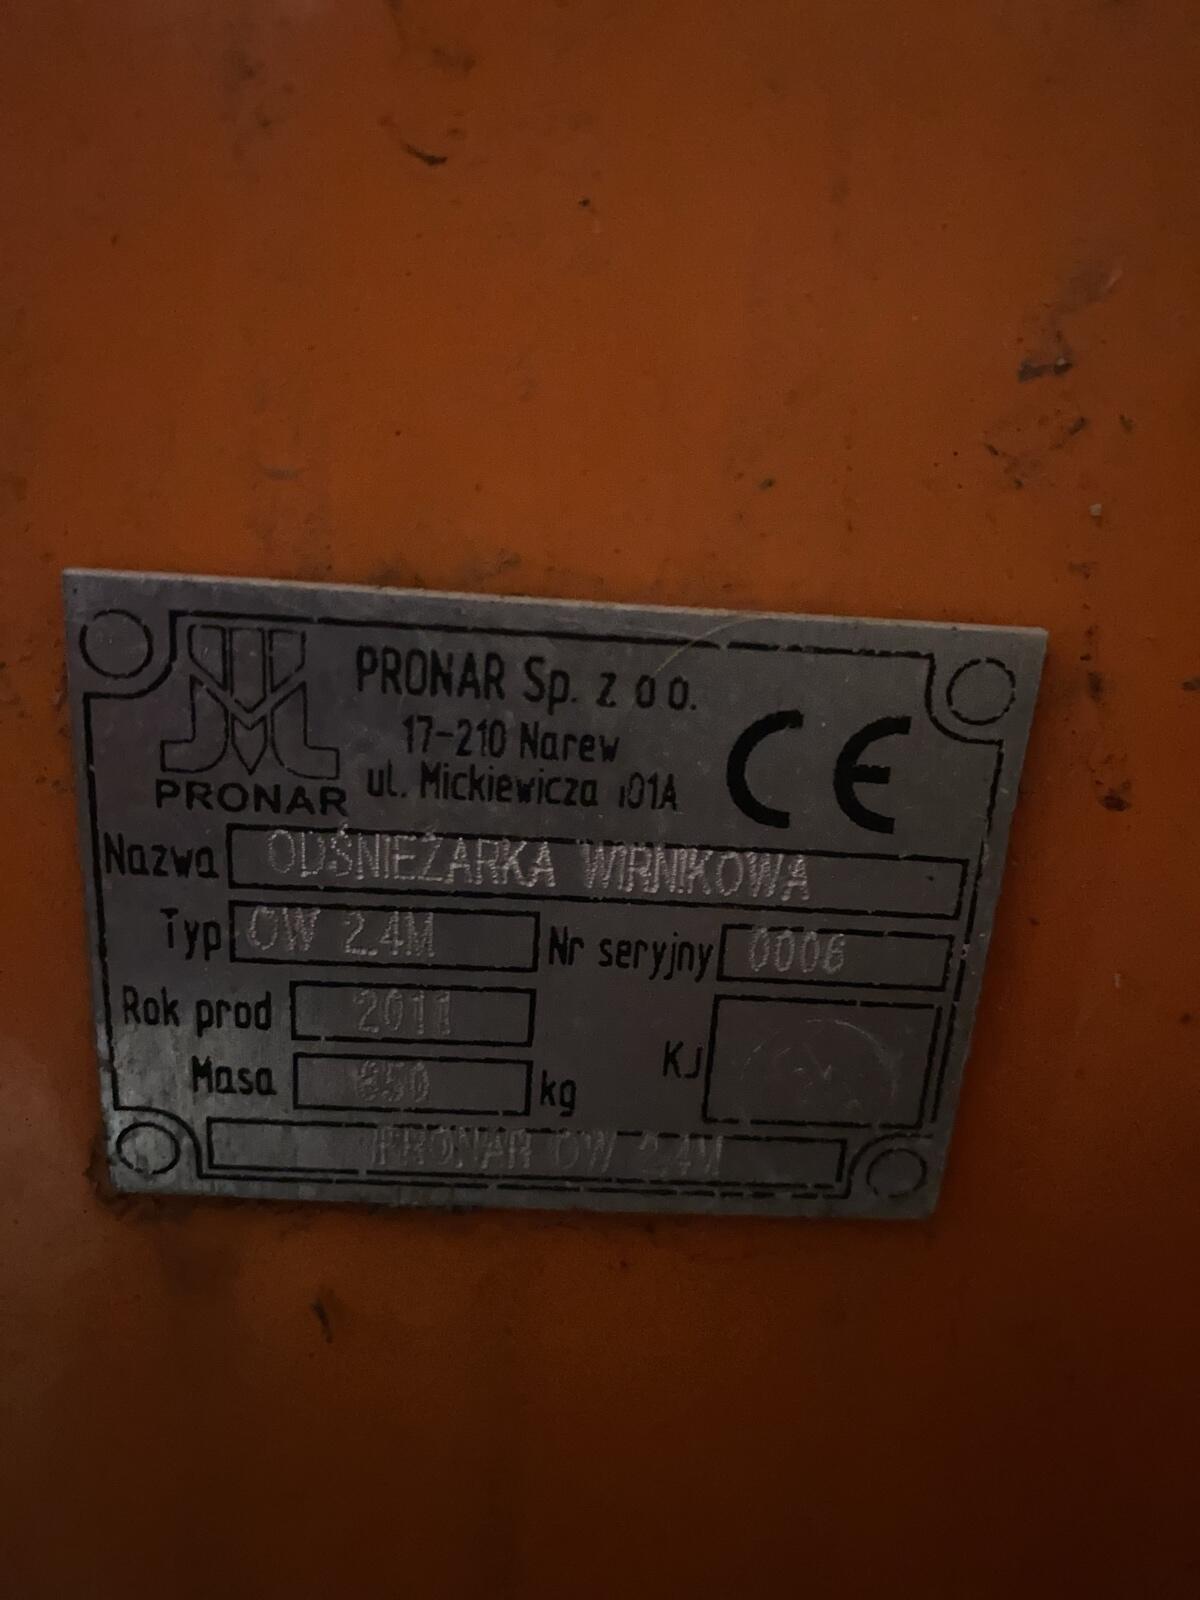 PRONAR Sp. z o o.
17-210 Narew
ul. Mickiewicza 101A
PRONAR
CE
Nazwa ODŚNIEŻARKA WIRNIKOWA
Typ OW 2.4M Nr seryjny 0006
Rok prod 2011
Masa 850 kg
KJ
PRONAR OW 2.4M